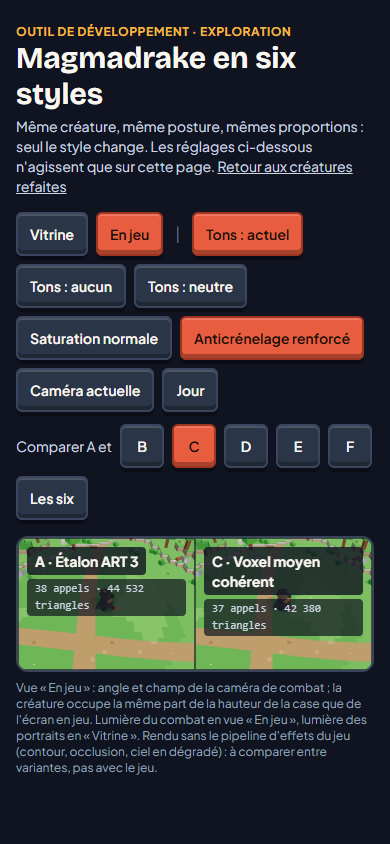 OUTIL DE DÉVELOPPEMENT · EXPLORATION
Magmadrake en six
styles
Même créature, même posture, mêmes proportions :
seul le style change. Les réglages ci-dessous
n'agissent que sur cette page. Retour aux créatures
refaites
Vitrine En jeu | Tons : actuel
Tons : aucun Tons : neutre
Saturation normale Anticrénelage renforcé
Caméra actuelle Jour
Comparer A et B C D E F
Les six
A · Étalon ART 3
38 appels · 44 532
triangles
C · Voxel moyen
cohérent
37 appels · 42 380
triangles
Vue « En jeu » : angle et champ de la caméra de combat ; la
créature occupe la même part de la hauteur de la case que de
l'écran en jeu. Lumière du combat en vue « En jeu », lumière des
portraits en « Vitrine ». Rendu sans le pipeline d'effets du jeu
(contour, occlusion, ciel en dégradé) : à comparer entre
variantes, pas avec le jeu.